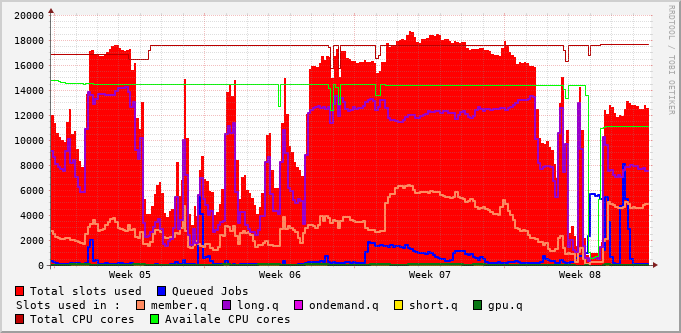 20000
18000
16000
14000
12000
10000
8000
6000
4000
2000
0
Week 05 Week 06 Week 07 Week 08
RRDTOOL / TOBI OETIKER
Total slots used Queued Jobs
Slots used in : member.q long.q ondemand.q short.q gpu.q
Total CPU cores Availale CPU cores